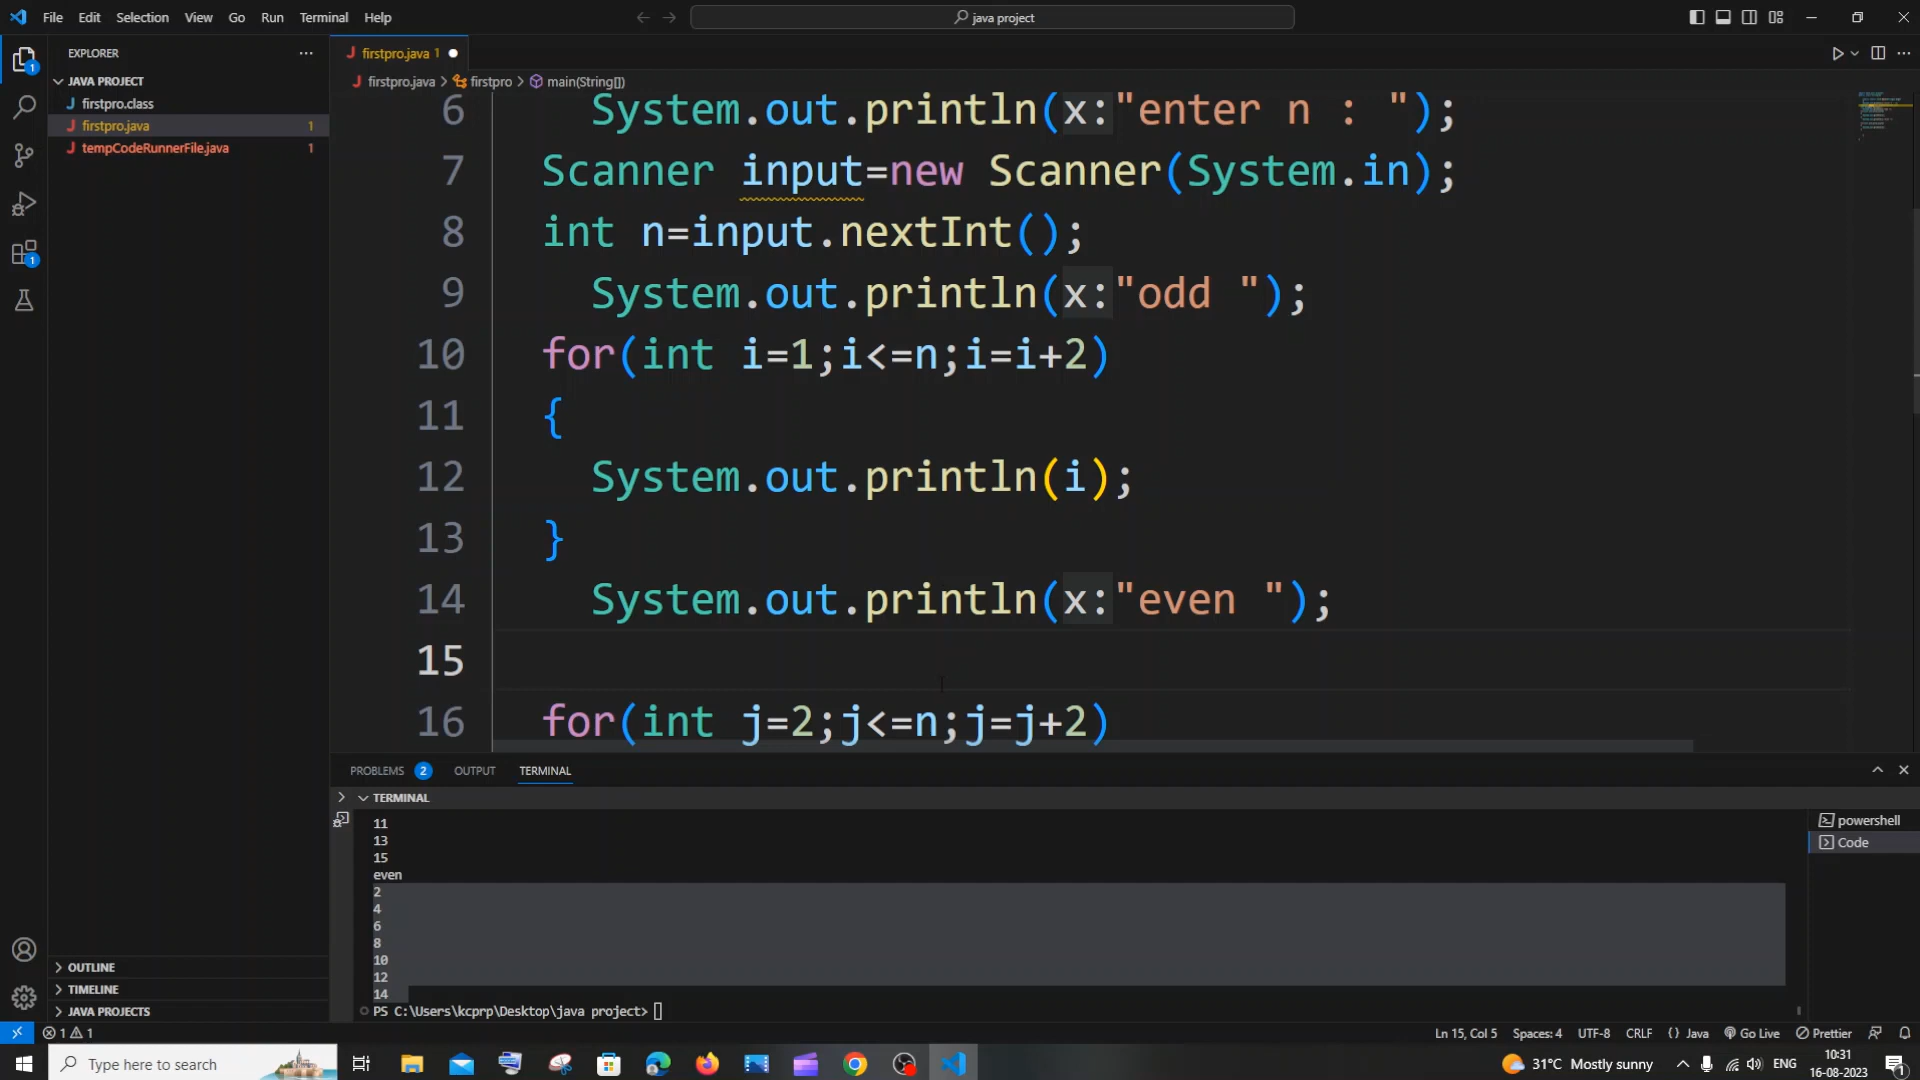 File Edit Selection View Go Run Terminal Help
java project
EXPLORER
JAVA PROJECT
J firstpro.class
J firstpro.java 1
J tempCodeRunnerFile.java 1
OUTLINE
TIMELINE
JAVA PROJECTS
J firstpro.java 1
J firstpro.java > firstpro > main(String[])
6 System.out.println(x:"enter n : ");
7 Scanner input=new Scanner(System.in);
8 int n=input.nextInt();
9 System.out.println(x:"odd ");
10 for(int i=1;i<=n;i=i+2)
11 {
12 System.out.println(i);
13 }
14 System.out.println(x:"even ");
15
16 for(int j=2;j<=n;j=j+2)
PROBLEMS 2 OUTPUT TERMINAL
TERMINAL
11
13
15
even
2
4
6
8
10
12
14
PS C:\Users\kcprp\Desktop\java project>
powershell
Code
1 1
Ln 15, Col 5 Spaces: 4 UTF-8 CRLF { } Java Go Live Prettier
Type here to search
31°C Mostly sunny
ENG
10:31
16-08-2023
1